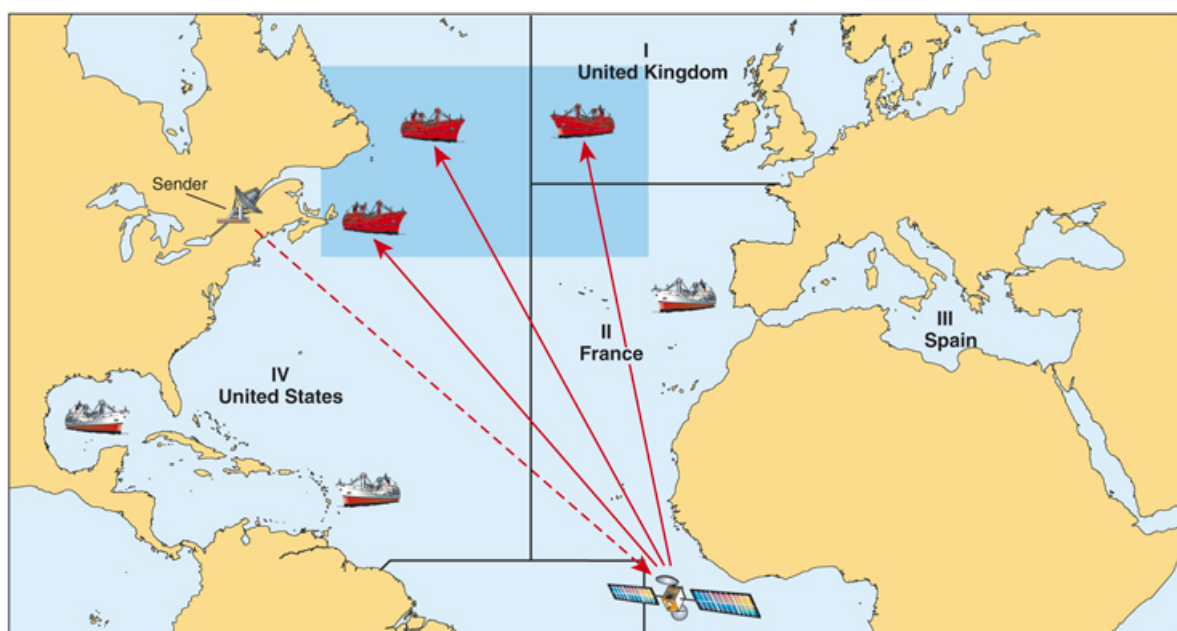 I
United Kingdom
Sender
II
France
III
Spain
IV
United States